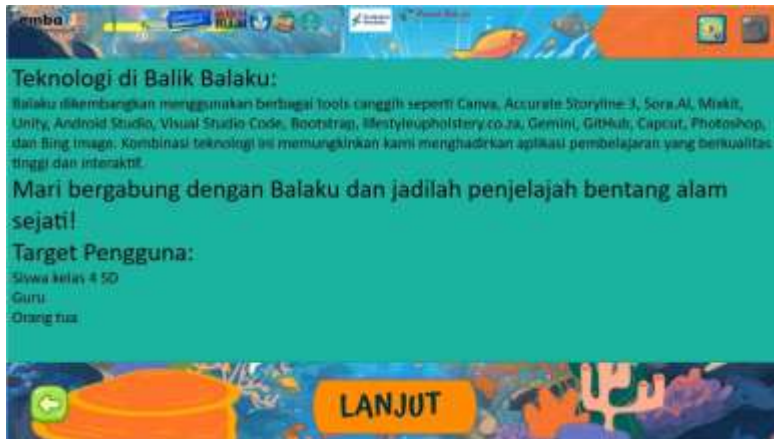 emba
Teknologi di Balik Balaku:
Balaku dikembangkan menggunakan berbagai tools canggih seperti Canva, Accurate Storyline 3, Sora.AI, Mixkit,
Unity, Android Studio, Visual Studio Code, Bootstrap, lifestyleupholstery.co.za, Gemini, GitHub, Capcut, Photoshop,
dan Bing Image. Kombinasi teknologi ini memungkinkan kami menghadirkan aplikasi pembelajaran yang berkualitas
tinggi dan interaktif.
Mari bergabung dengan Balaku dan jadilah penjelajah bentang alam
sejati!
Target Pengguna:
Siswa kelas 4 SD
Guru
Orang tua
LANJUT